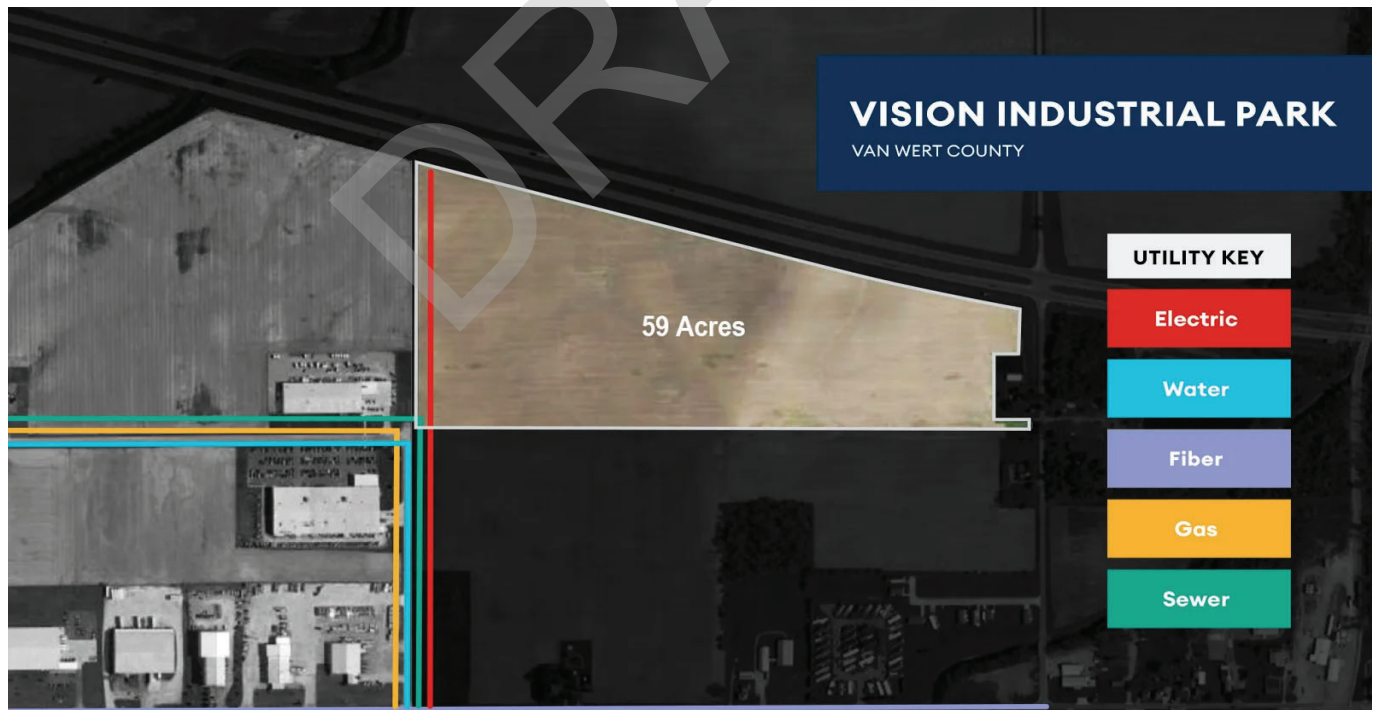 VISION INDUSTRIAL PARK
VAN WERT COUNTY
UTILITY KEY
Electric
59 Acres
Water
Fiber
Gas
Sewer